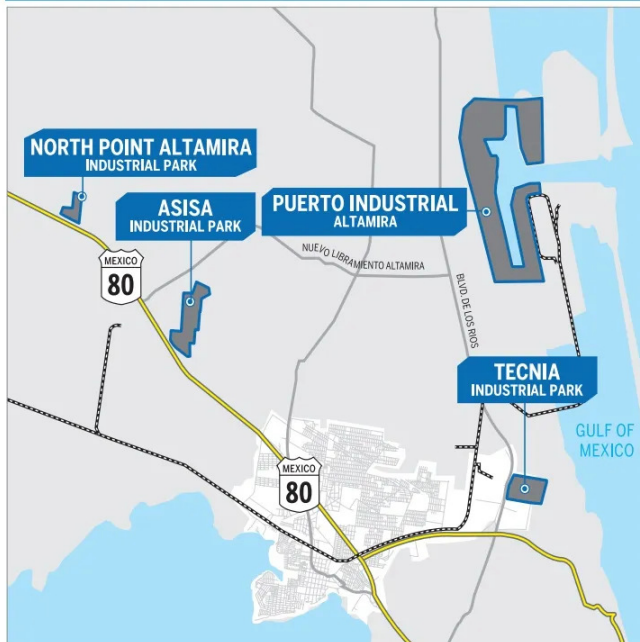 NORTH POINT ALTAMIRA
INDUSTRIAL PARK
ASISA
INDUSTRIAL PARK
PUERTO INDUSTRIAL
ALTAMIRA
NUEVO LIBRAMIENTO ALTAMIRA
MEXICO
80
BLVD. DE LOS RIOS
TECNIA
INDUSTRIAL PARK
GULF OF
MEXICO
MEXICO
80